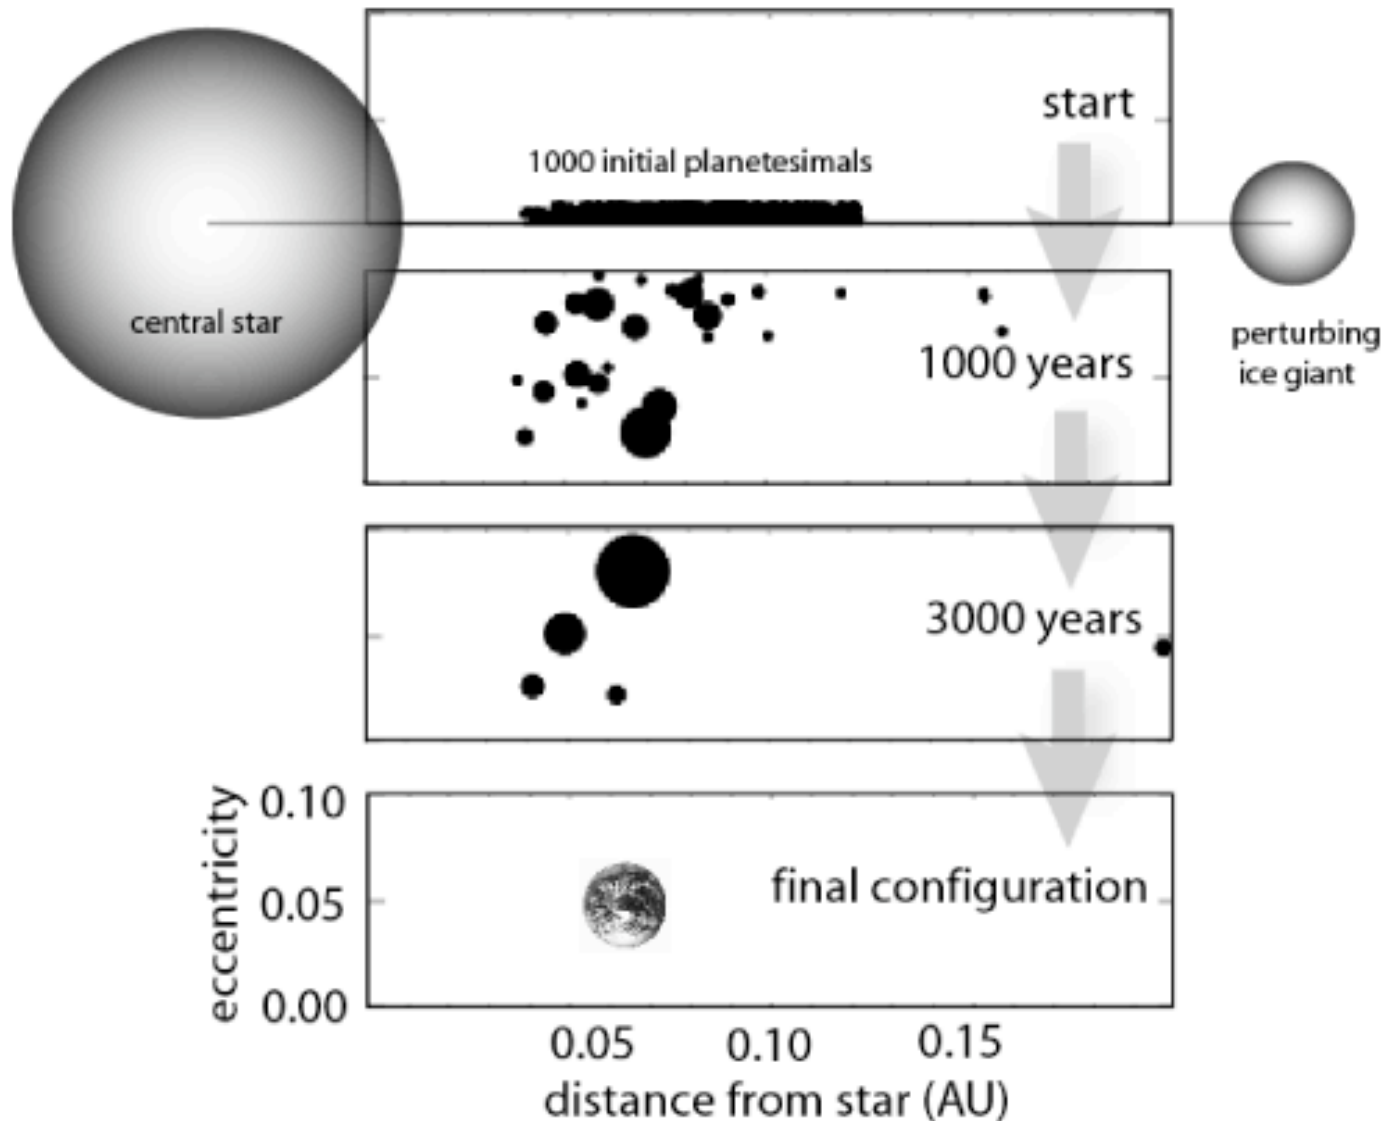 start
1000 initial planetesimals
central star
perturbing
ice giant
1000 years
3000 years
eccentricity
0.10
0.05
0.00
final configuration
0.05
0.10
0.15
distance from star (AU)